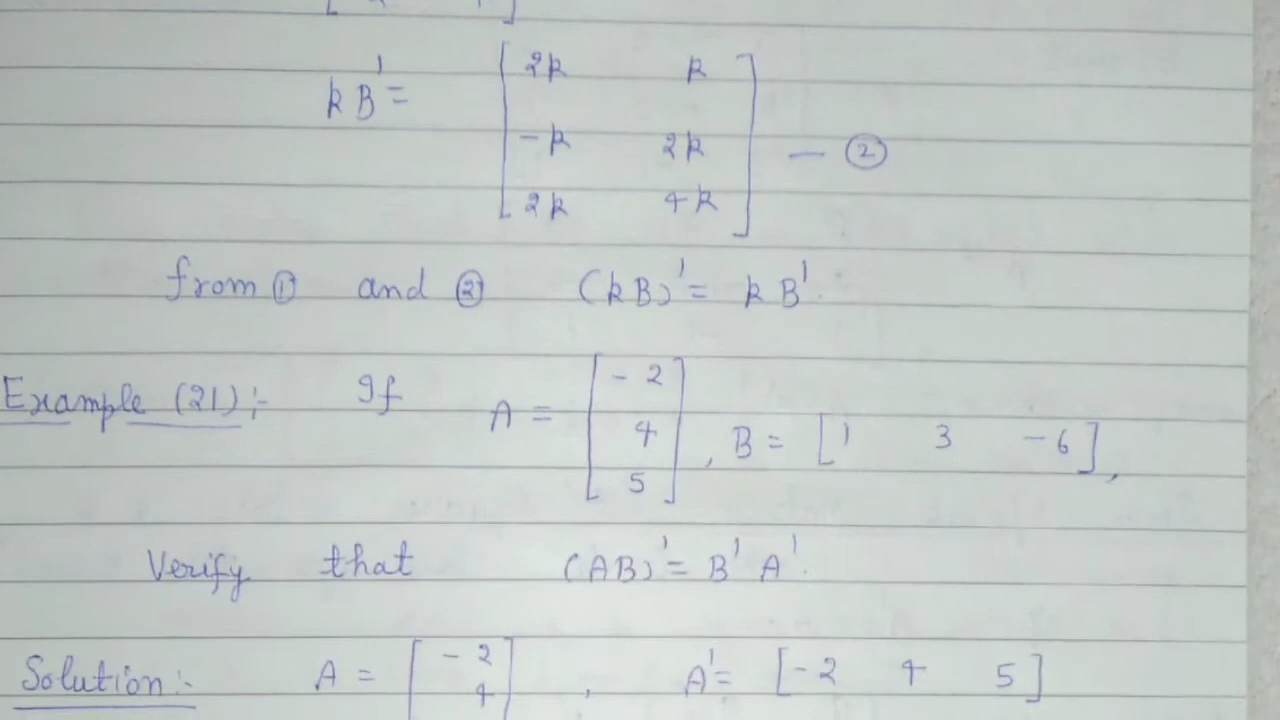 kB' = [ 2k k
-k 2k
2k 4k ] — ②
from ① and ② (kB)' = kB'.
Example (21):- If A = [ -2
4
5 ], B = [ 1 3 -6 ],
Verify that (AB)' = B' A'.
Solution:- A = [ -2
4 , A' = [ -2 4 5 ]